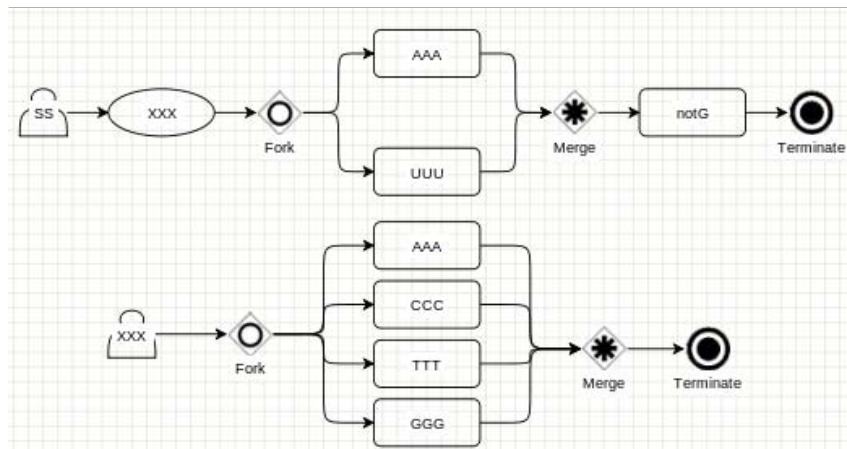 AAA
SS
XXX
notG
Fork
Merge
Terminate
UUU
AAA
CCC
XXX
TTT
Fork
Merge
Terminate
GGG